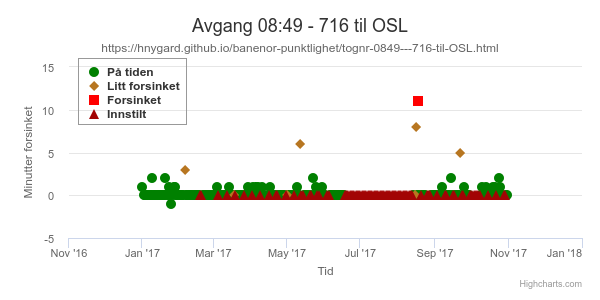 Avgang 08:49 - 716 til OSL
https://hnygard.github.io/banenor-punktlighet/tognr-0849---716-til-OSL.html
På tiden
Litt forsinket
Forsinket
Innstilt
Minutter forsinket
15
10
5
0
-5
Nov '16
Jan '17
Mar '17
May '17
Jul '17
Sep '17
Nov '17
Jan '18
Tid
Highcharts.com